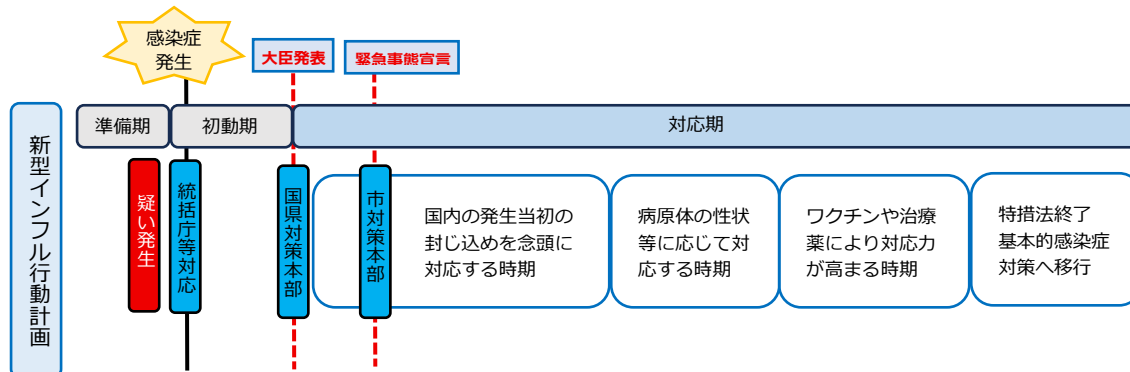 感染症
発生
大臣発表
緊急事態宣言
新型インフル行動計画
準備期
初動期
対応期
疑い発生
統括庁等対応
国県対策本部
市対策本部
国内の発生当初の
封じ込めを念頭に
対応する時期
病原体の性状
等に応じて対
応する時期
ワクチンや治療
薬により対応力
が高まる時期
特措法終了
基本的感染症
対策へ移行